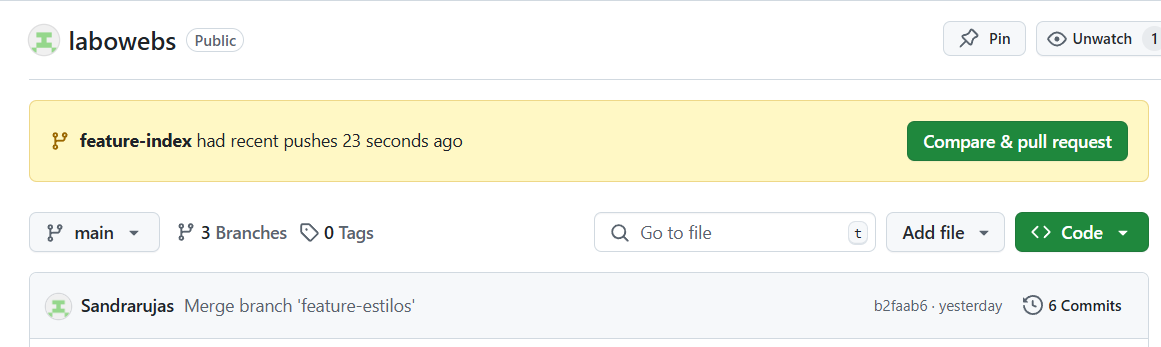 labowebs Public Pin Unwatch 1
feature-index had recent pushes 23 seconds ago Compare & pull request
main 3 Branches 0 Tags Go to file t Add file Code
Sandrarujas Merge branch 'feature-estilos' b2faab6 · yesterday 6 Commits